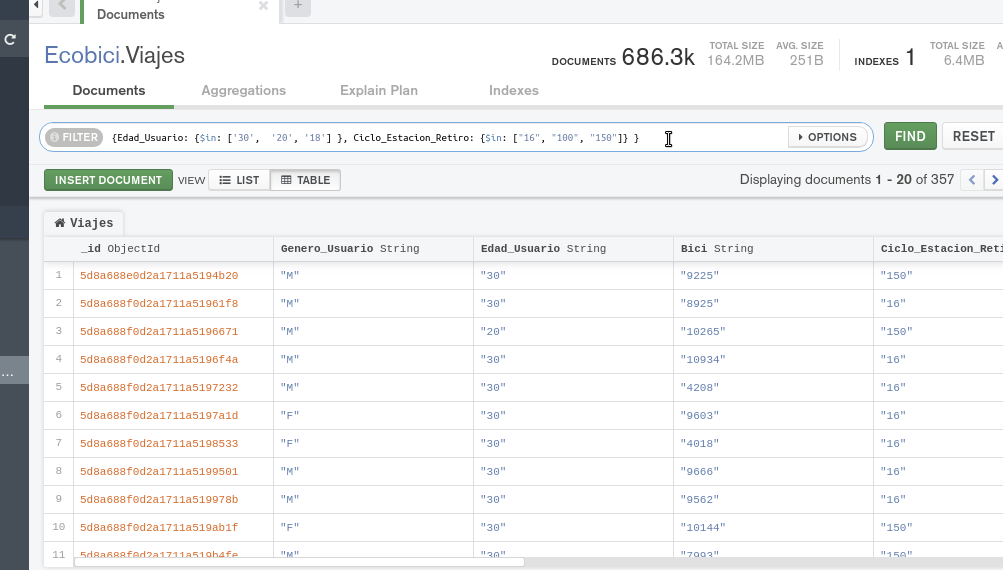 Documents
Ecobici.Viajes
DOCUMENTS 686.3k
TOTAL SIZE
164.2MB
AVG. SIZE
251B
INDEXES 1
TOTAL SIZE
6.4MB
Documents
Aggregations
Explain Plan
Indexes
FILTER
{Edad_Usuario: {$in: ['30', '20', '18'] }, Ciclo_Estacion_Retiro: {$in: ["16", "100", "150"]} }
OPTIONS
FIND
RESET
INSERT DOCUMENT
VIEW
LIST
TABLE
Displaying documents 1 - 20 of 357
Viajes
_id ObjectId Genero_Usuario String Edad_Usuario String Bici String Ciclo_Estacion_Reti
1 5d8a688e0d2a1711a5194b20 "M" "30" "9225" "150"
2 5d8a688f0d2a1711a51961f8 "M" "30" "8925" "16"
3 5d8a688f0d2a1711a5196671 "M" "20" "10265" "150"
4 5d8a688f0d2a1711a5196f4a "M" "30" "10934" "16"
5 5d8a688f0d2a1711a5197232 "M" "30" "4208" "16"
6 5d8a688f0d2a1711a5197a1d "F" "30" "9603" "16"
7 5d8a688f0d2a1711a5198533 "F" "30" "4018" "16"
8 5d8a688f0d2a1711a5199501 "M" "30" "9666" "16"
9 5d8a688f0d2a1711a519978b "M" "30" "9562" "16"
10 5d8a688f0d2a1711a519ab1f "F" "30" "10144" "150"
11 5d8a688f0d2a1711a519b4fe "M" "30" "7993" "150"